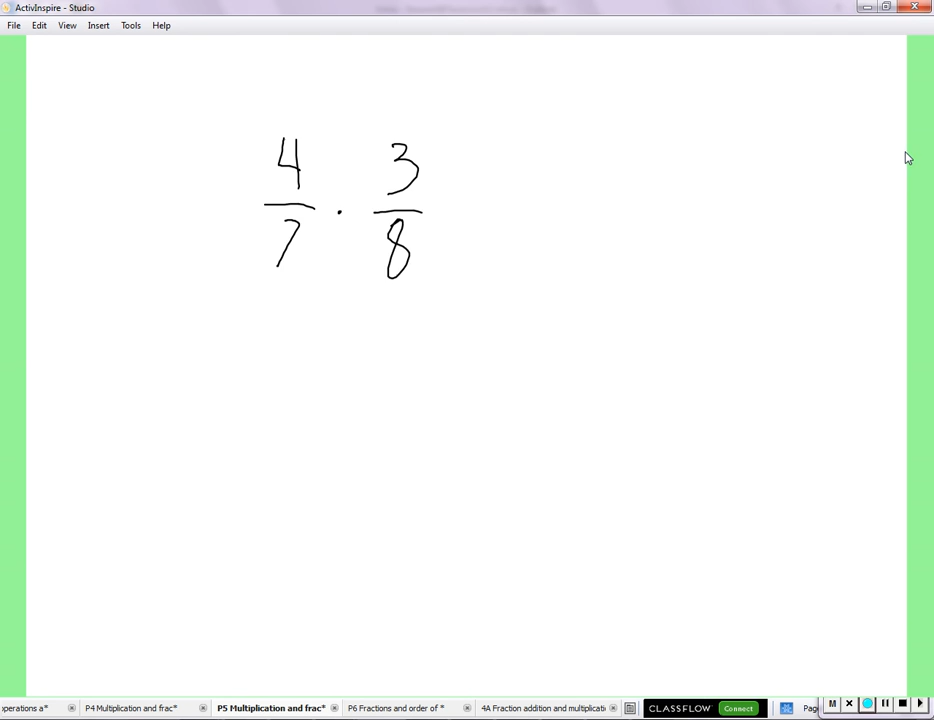 ActivInspire - Studio
File Edit View Insert Tools Help
4 3
— · —
7 8
operations a* P4 Multiplication and frac* P5 Multiplication and frac* P6 Fractions and order of * 4A Fraction addition and multiplicati CLASSFLOW Connect M